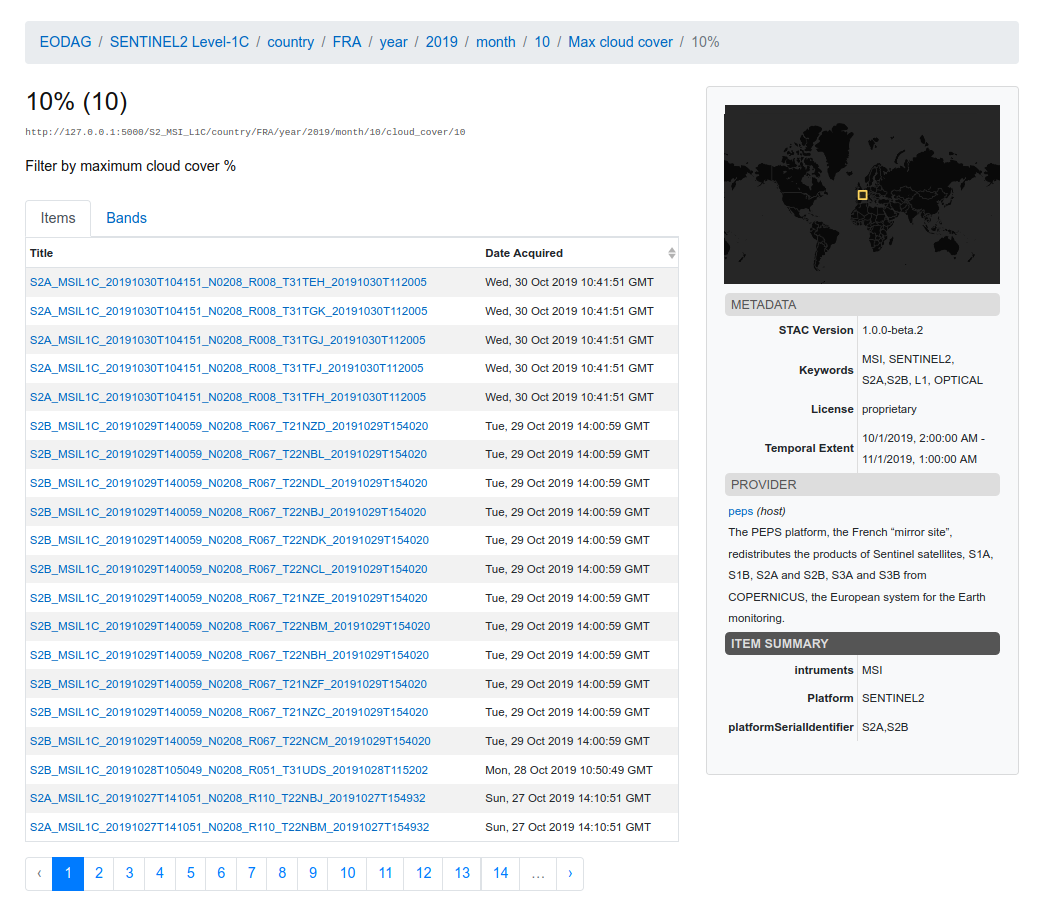 EODAG / SENTINEL2 Level-1C / country / FRA / year / 2019 / month / 10 / Max cloud cover / 10%
10% (10)
http://127.0.0.1:5000/S2_MSI_L1C/country/FRA/year/2019/month/10/cloud_cover/10
Filter by maximum cloud cover %
Items Bands
Title Date Acquired
S2A_MSIL1C_20191030T104151_N0208_R008_T31TEH_20191030T112005 Wed, 30 Oct 2019 10:41:51 GMT
S2A_MSIL1C_20191030T104151_N0208_R008_T31TGK_20191030T112005 Wed, 30 Oct 2019 10:41:51 GMT
S2A_MSIL1C_20191030T104151_N0208_R008_T31TGJ_20191030T112005 Wed, 30 Oct 2019 10:41:51 GMT
S2A_MSIL1C_20191030T104151_N0208_R008_T31TFJ_20191030T112005 Wed, 30 Oct 2019 10:41:51 GMT
S2A_MSIL1C_20191030T104151_N0208_R008_T31TFH_20191030T112005 Wed, 30 Oct 2019 10:41:51 GMT
S2B_MSIL1C_20191029T140059_N0208_R067_T21NZD_20191029T154020 Tue, 29 Oct 2019 14:00:59 GMT
S2B_MSIL1C_20191029T140059_N0208_R067_T22NBL_20191029T154020 Tue, 29 Oct 2019 14:00:59 GMT
S2B_MSIL1C_20191029T140059_N0208_R067_T22NDL_20191029T154020 Tue, 29 Oct 2019 14:00:59 GMT
S2B_MSIL1C_20191029T140059_N0208_R067_T22NBJ_20191029T154020 Tue, 29 Oct 2019 14:00:59 GMT
S2B_MSIL1C_20191029T140059_N0208_R067_T22NDK_20191029T154020 Tue, 29 Oct 2019 14:00:59 GMT
S2B_MSIL1C_20191029T140059_N0208_R067_T22NCL_20191029T154020 Tue, 29 Oct 2019 14:00:59 GMT
S2B_MSIL1C_20191029T140059_N0208_R067_T21NZE_20191029T154020 Tue, 29 Oct 2019 14:00:59 GMT
S2B_MSIL1C_20191029T140059_N0208_R067_T22NBM_20191029T154020 Tue, 29 Oct 2019 14:00:59 GMT
S2B_MSIL1C_20191029T140059_N0208_R067_T22NBH_20191029T154020 Tue, 29 Oct 2019 14:00:59 GMT
S2B_MSIL1C_20191029T140059_N0208_R067_T21NZF_20191029T154020 Tue, 29 Oct 2019 14:00:59 GMT
S2B_MSIL1C_20191029T140059_N0208_R067_T21NZC_20191029T154020 Tue, 29 Oct 2019 14:00:59 GMT
S2B_MSIL1C_20191029T140059_N0208_R067_T22NCM_20191029T154020 Tue, 29 Oct 2019 14:00:59 GMT
S2B_MSIL1C_20191028T105049_N0208_R051_T31UDS_20191028T115202 Mon, 28 Oct 2019 10:50:49 GMT
S2A_MSIL1C_20191027T141051_N0208_R110_T22NBJ_20191027T154932 Sun, 27 Oct 2019 14:10:51 GMT
S2A_MSIL1C_20191027T141051_N0208_R110_T22NBM_20191027T154932 Sun, 27 Oct 2019 14:10:51 GMT
‹ 1 2 3 4 5 6 7 8 9 10 11 12 13 14 … ›
METADATA
STAC Version 1.0.0-beta.2
Keywords MSI, SENTINEL2,
S2A,S2B, L1, OPTICAL
License proprietary
Temporal Extent 10/1/2019, 2:00:00 AM -
11/1/2019, 1:00:00 AM
PROVIDER
peps (host)
The PEPS platform, the French “mirror site”,
redistributes the products of Sentinel satellites, S1A,
S1B, S2A and S2B, S3A and S3B from
COPERNICUS, the European system for the Earth
monitoring.
ITEM SUMMARY
intruments MSI
Platform SENTINEL2
platformSerialIdentifier S2A,S2B